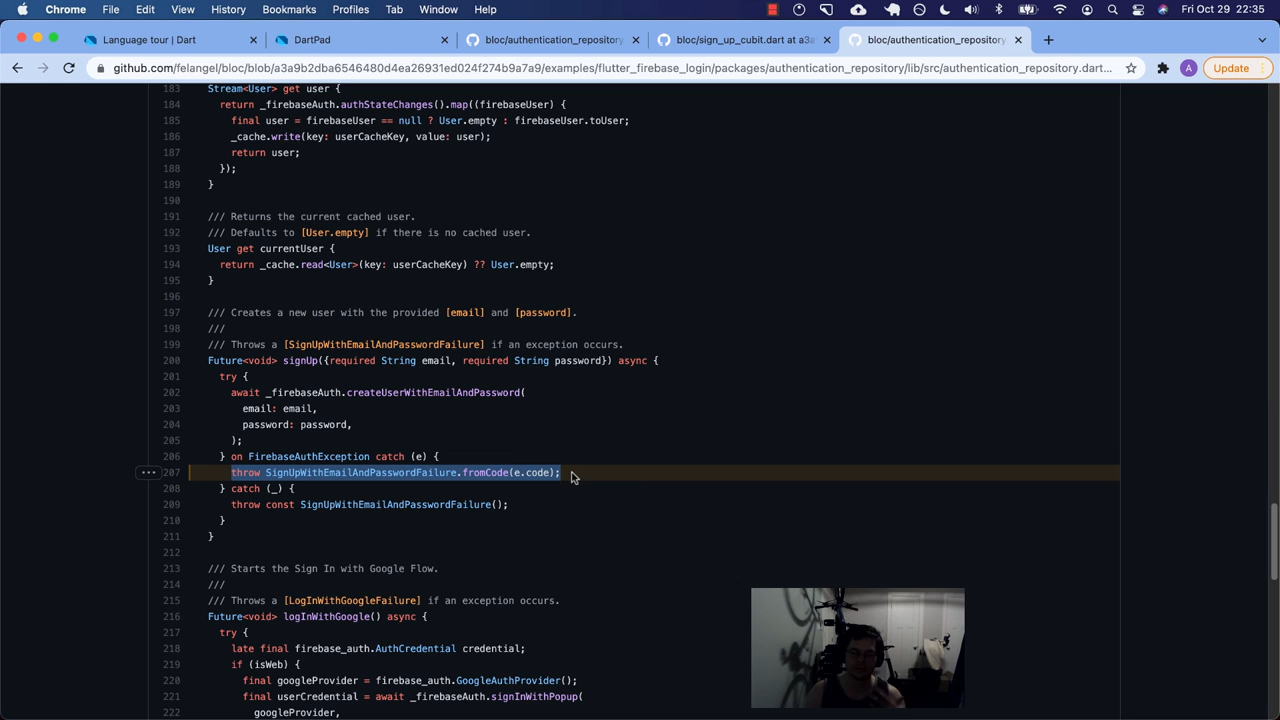 Chrome File Edit View History Bookmarks Profiles Tab Window Help Fri Oct 29 22:35
Language tour | Dart DartPad bloc/authentication_repository bloc/sign_up_cubit.dart at a3a bloc/authentication_repository
github.com/felangel/bloc/blob/a3a9b2dba6546480d4ea26931ed024f274b9a7a9/examples/flutter_firebase_login/packages/authentication_repository/lib/src/authentication_repository.dart... A Update
183 Stream<User> get user {
184 return _firebaseAuth.authStateChanges().map((firebaseUser) {
185 final user = firebaseUser == null ? User.empty : firebaseUser.toUser;
186 _cache.write(key: userCacheKey, value: user);
187 return user;
188 });
189 }
190
191 /// Returns the current cached user.
192 /// Defaults to [User.empty] if there is no cached user.
193 User get currentUser {
194 return _cache.read<User>(key: userCacheKey) ?? User.empty;
195 }
196
197 /// Creates a new user with the provided [email] and [password].
198 ///
199 /// Throws a [SignUpWithEmailAndPasswordFailure] if an exception occurs.
200 Future<void> signUp({required String email, required String password}) async {
201 try {
202 await _firebaseAuth.createUserWithEmailAndPassword(
203 email: email,
204 password: password,
205 );
206 } on FirebaseAuthException catch (e) {
207 throw SignUpWithEmailAndPasswordFailure.fromCode(e.code);
208 } catch (_) {
209 throw const SignUpWithEmailAndPasswordFailure();
210 }
211 }
212
213 /// Starts the Sign In with Google Flow.
214 ///
215 /// Throws a [LogInWithGoogleFailure] if an exception occurs.
216 Future<void> logInWithGoogle() async {
217 try {
218 late final firebase_auth.AuthCredential credential;
219 if (isWeb) {
220 final googleProvider = firebase_auth.GoogleAuthProvider();
221 final userCredential = await _firebaseAuth.signInWithPopup(
222 googleProvider,